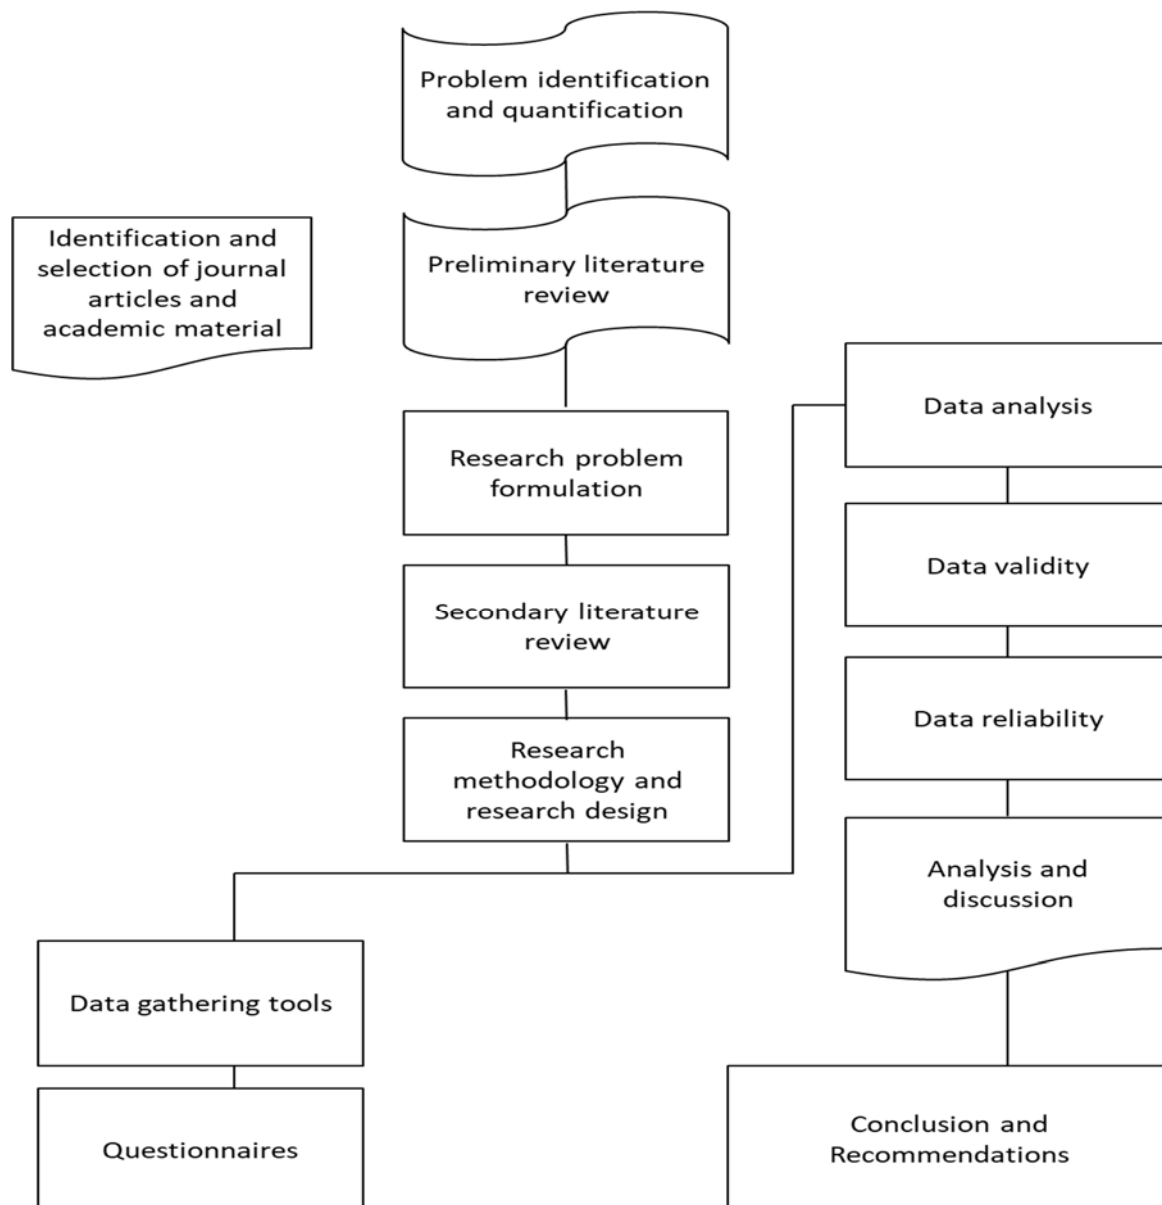 Problem identification
and quantification
Identification and
selection of journal
articles and
academic material
Preliminary literature
review
Research problem
formulation
Secondary literature
review
Research
methodology and
research design
Data gathering tools
Questionnaires
Data analysis
Data validity
Data reliability
Analysis and
discussion
Conclusion and
Recommendations